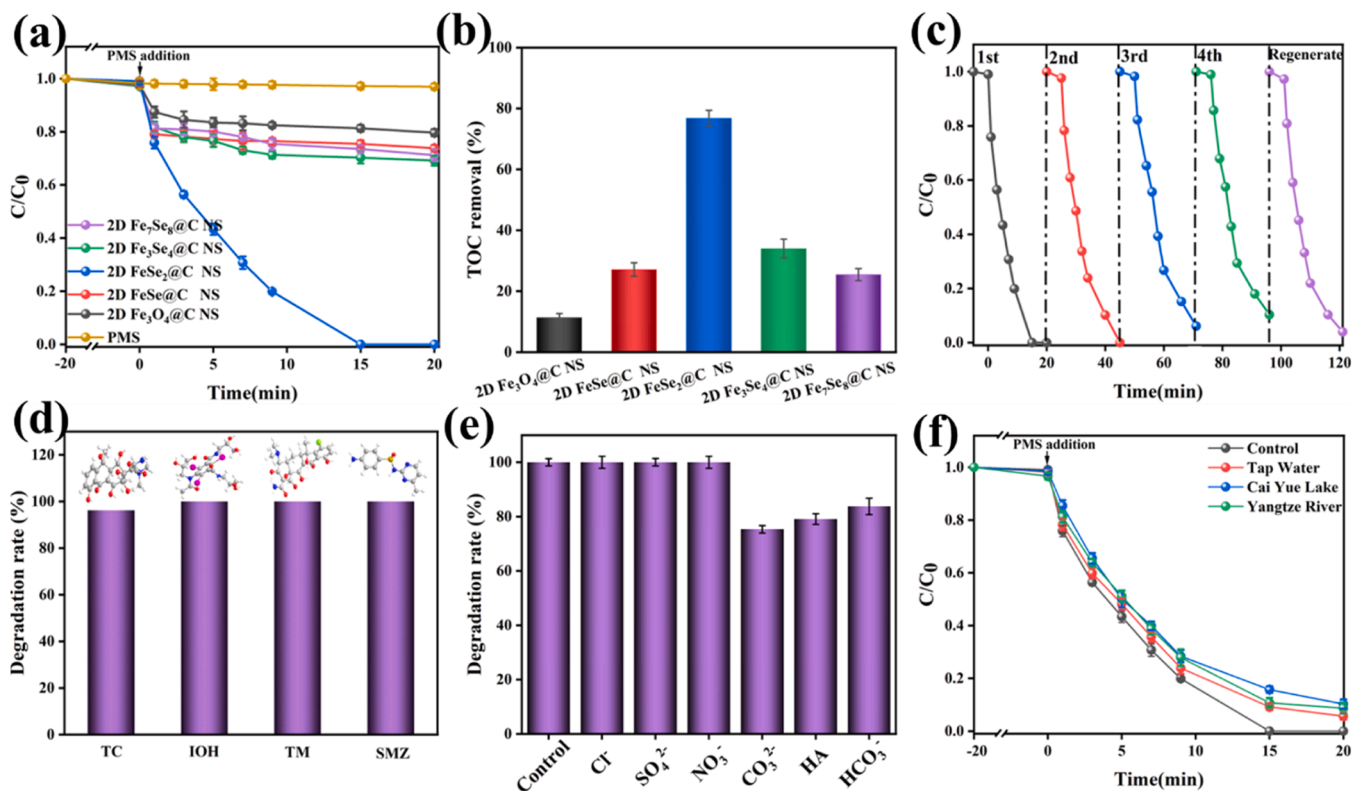 (a)
PMS addition
C/C₀
1.0
0.8
0.6
0.4
0.2
0.0
2D Fe₇Se₈@C NS
2D Fe₃Se₄@C NS
2D FeSe₂@C NS
2D FeSe@C NS
2D Fe₃O₄@C NS
PMS
-20 0 5 10 15 20
Time(min)
(b)
TOC removal (%)
100
80
60
40
20
0
2D Fe₃O₄@C NS
2D FeSe@C NS
2D FeSe₂@C NS
2D Fe₃Se₄@C NS
2D Fe₇Se₈@C NS
(c)
1st 2nd 3rd 4th Regenerate
C/C₀
1.0
0.8
0.6
0.4
0.2
0.0
0 20 40 60 80 100 120
Time(min)
(d)
Degradation rate (%)
120
100
80
60
40
20
0
TC IOH TM SMZ
(e)
Degradation rate (%)
100
80
60
40
20
0
Control Cl⁻ SO₄²⁻ NO₃⁻ CO₃²⁻ HA HCO₃⁻
(f)
PMS addition
Control
Tap Water
Cai Yue Lake
Yangtze River
C/C₀
1.0
0.8
0.6
0.4
0.2
0.0
-20 0 5 10 15 20
Time(min)